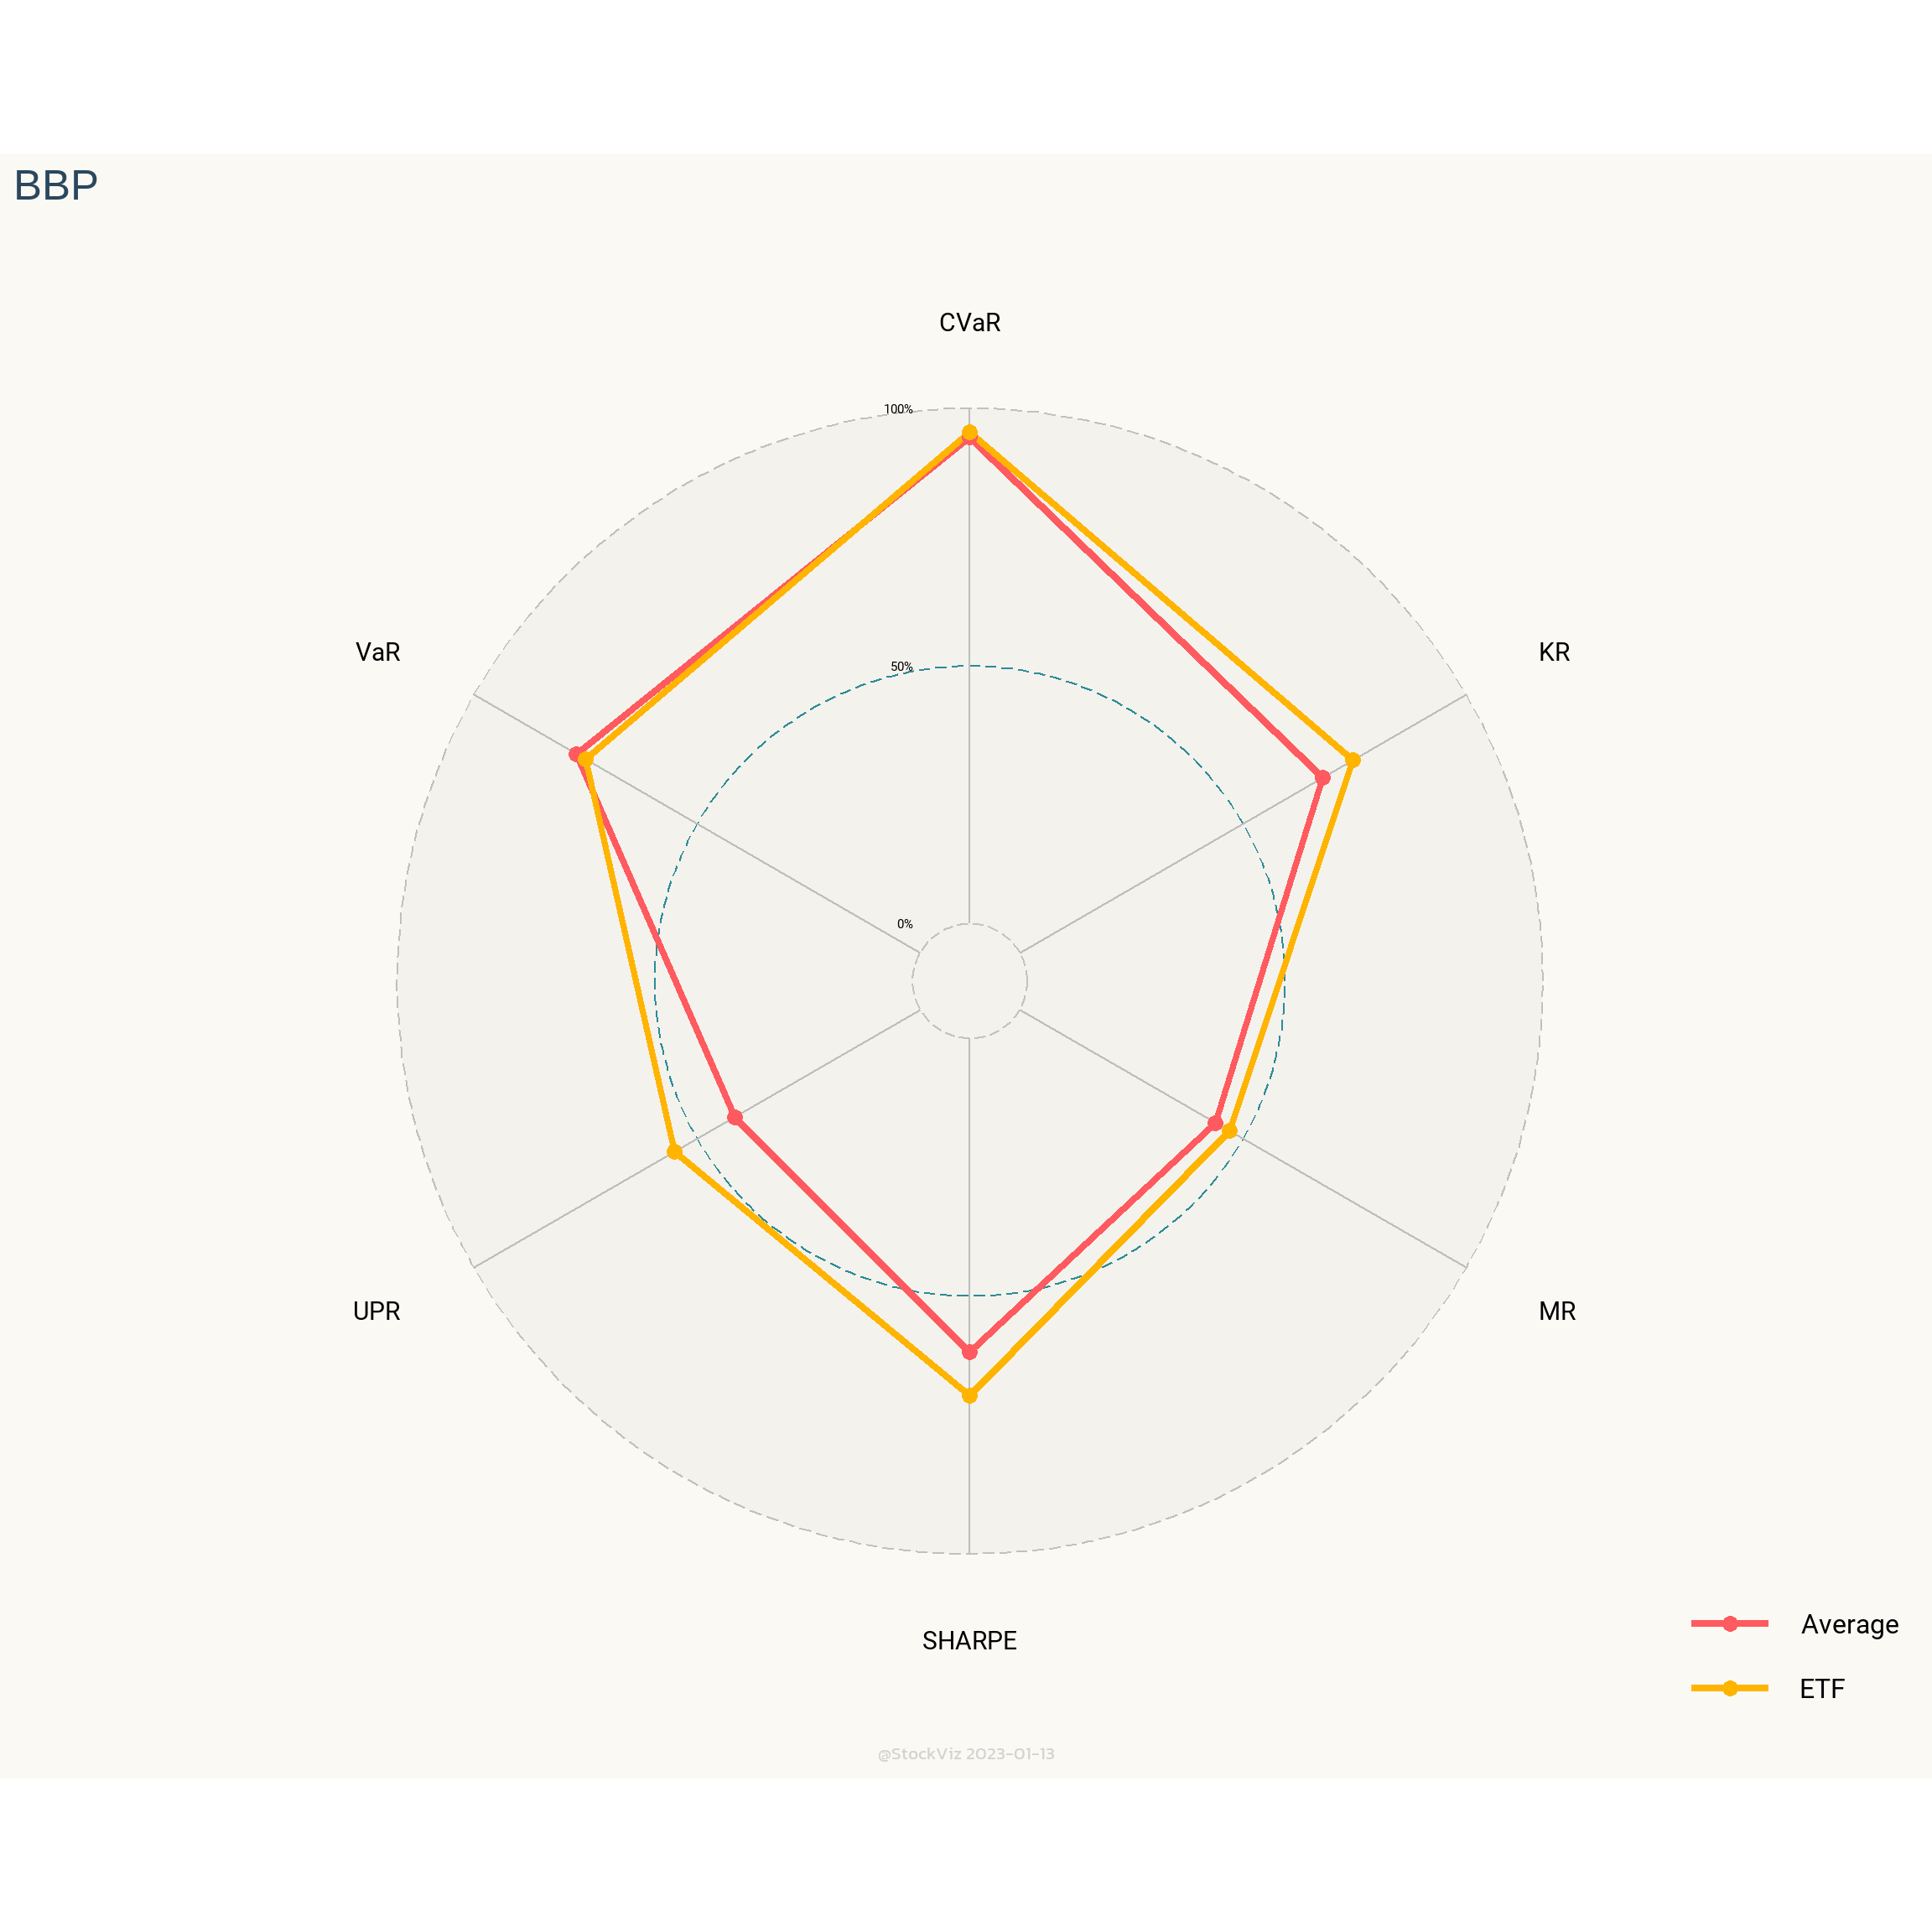 BBP
CVaR
100%
VaR
KR
50%
0%
UPR
MR
SHARPE
Average
ETF
@StockViz 2023-01-13